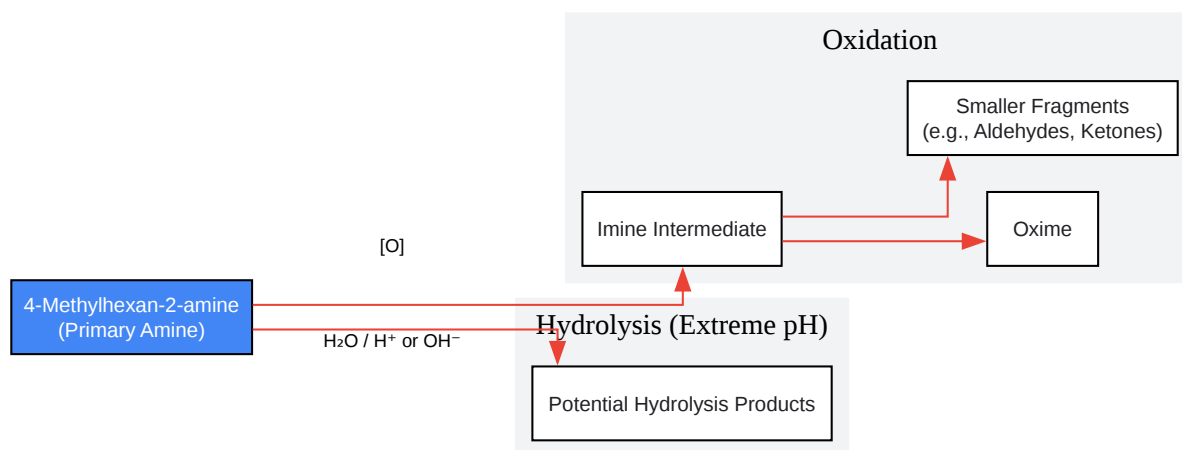 Oxidation
Smaller Fragments
(e.g., Aldehydes, Ketones)
Imine Intermediate
Oxime
[O]
4-Methylhexan-2-amine
(Primary Amine)
H₂O / H⁺ or OH⁻
Hydrolysis (Extreme pH)
Potential Hydrolysis Products